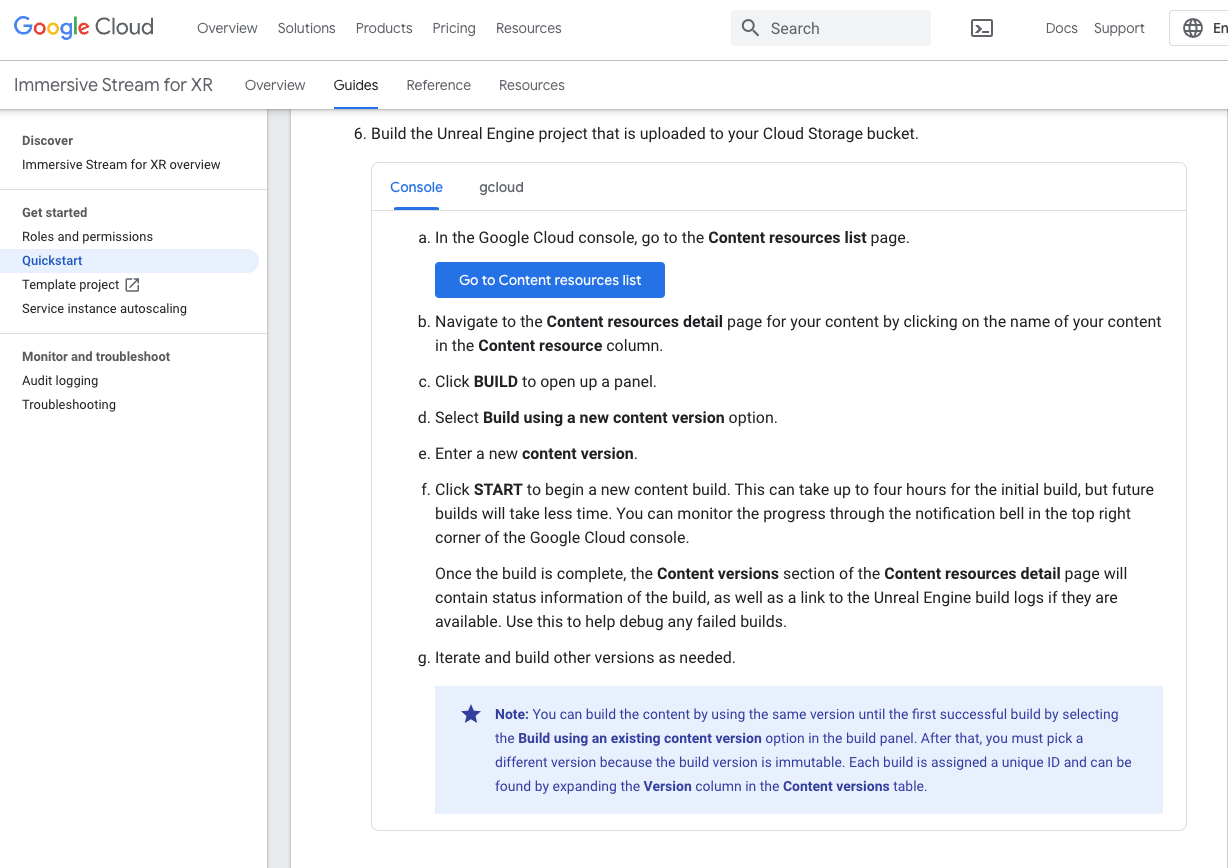 Google Cloud Overview Solutions Products Pricing Resources Search Docs Support En
Immersive Stream for XR Overview Guides Reference Resources
Discover
Immersive Stream for XR overview
Get started
Roles and permissions
Quickstart
Template project
Service instance autoscaling
Monitor and troubleshoot
Audit logging
Troubleshooting
6. Build the Unreal Engine project that is uploaded to your Cloud Storage bucket.
Console gcloud
a. In the Google Cloud console, go to the Content resources list page.
Go to Content resources list
b. Navigate to the Content resources detail page for your content by clicking on the name of your content
in the Content resource column.
c. Click BUILD to open up a panel.
d. Select Build using a new content version option.
e. Enter a new content version.
f. Click START to begin a new content build. This can take up to four hours for the initial build, but future
builds will take less time. You can monitor the progress through the notification bell in the top right
corner of the Google Cloud console.
Once the build is complete, the Content versions section of the Content resources detail page will
contain status information of the build, as well as a link to the Unreal Engine build logs if they are
available. Use this to help debug any failed builds.
g. Iterate and build other versions as needed.
Note: You can build the content by using the same version until the first successful build by selecting
the Build using an existing content version option in the build panel. After that, you must pick a
different version because the build version is immutable. Each build is assigned a unique ID and can be
found by expanding the Version column in the Content versions table.